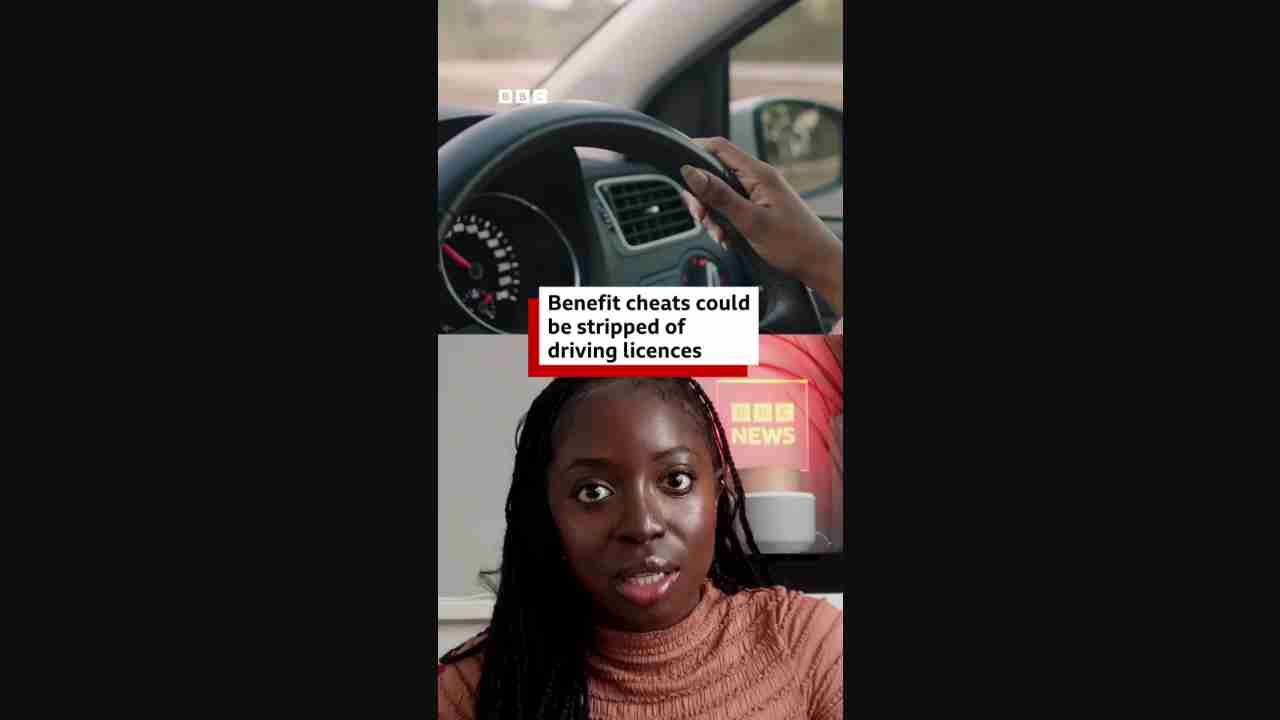 BBC
Benefit cheats could
be stripped of
driving licences
BBC
NEWS